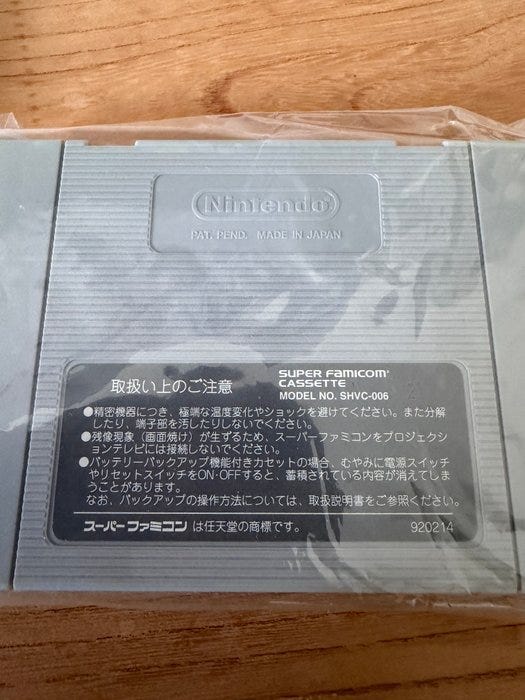 Nintendo®
PAT. PEND. MADE IN JAPAN
取扱い上のご注意
SUPER FAMICOM®
CASSETTE
MODEL NO. SHVC-006
●精密機器につき、極端な温度変化やショックを避けてください。また分解
したり、端子部を汚したりしないでください。
●残像現象（画面焼け）が生ずるため、スーパーファミコンをプロジェクシ
ョンテレビには接続しないでください。
●バッテリーバックアップ機能付きカセットの場合、むやみに電源スイッチ
やリセットスイッチをON・OFFすると、蓄積されている内容が消えてしま
うことがあります。
なお、バックアップの操作方法については、取扱説明書をご参照ください。
スーパーファミコン は任天堂の商標です。
920214